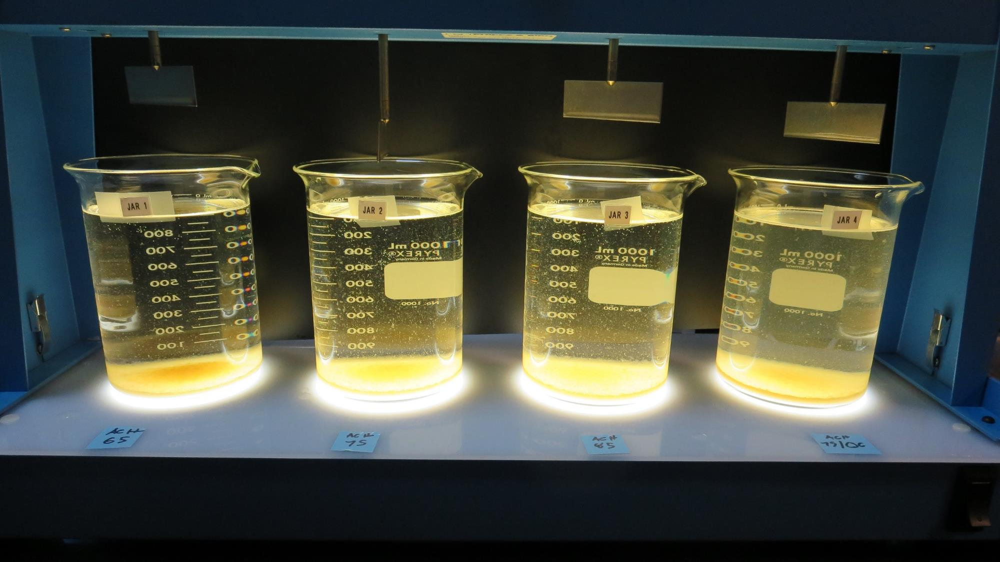 JAR 1
800
700
600
500
400
300
200
100
JAR 2
200
300
400
500
600
700
800
900
1000 mL
PYREX®
Made in Germany
No. 1000
JAR 3
200
300
400
500
600
700
800
900
1000 mL
PYREX®
Made in Germany
No. 1000
JAR 4
1000 mL
PYREX®
Made in Germany
No. 1000
ACH
65
ACH
75
ACH
85
ACH